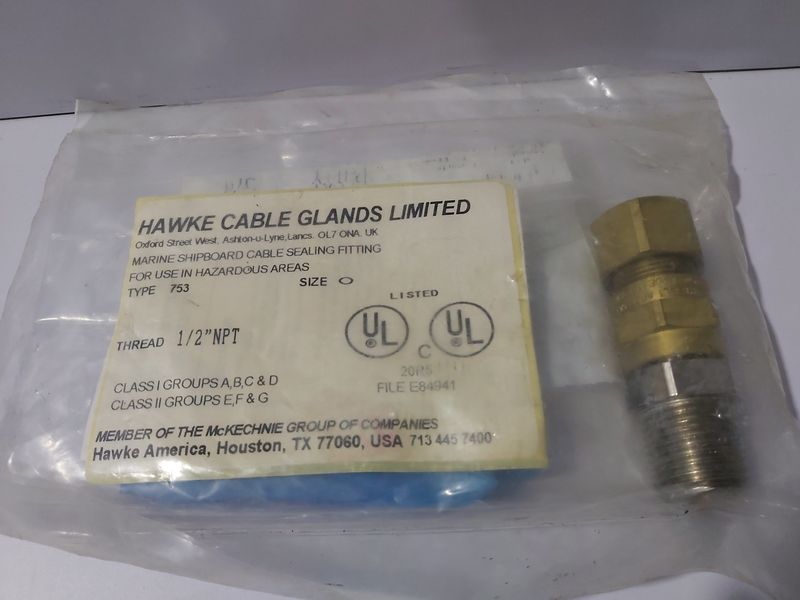 HAWKE CABLE GLANDS LIMITED
Oxford Street West, Ashton-u-Lyne, Lancs. OL7 ONA. UK
MARINE SHIPBOARD CABLE SEALING FITTING
FOR USE IN HAZARDOUS AREAS
TYPE 753 SIZE O
LISTED
UL C UL
THREAD 1/2"NPT
20R5
FILE E84941
CLASS I GROUPS A,B,C & D
CLASS II GROUPS E,F & G
MEMBER OF THE McKECHNIE GROUP OF COMPANIES
Hawke America, Houston, TX 77060, USA 713 445 7400